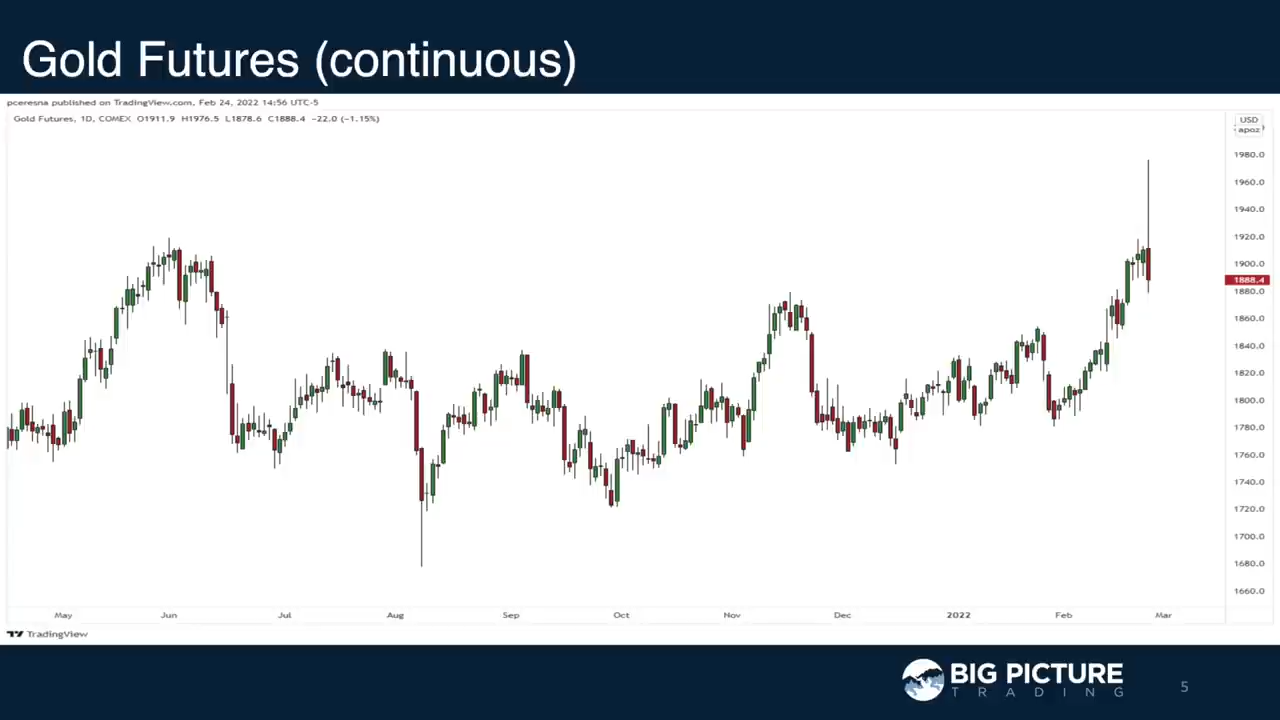 Gold Futures (continuous)
pceresna published on TradingView.com, Feb 24, 2022 14:56 UTC-5
Gold Futures, 1D, COMEX O1911.9 H1976.5 L1878.6 C1888.4 −22.0 (−1.15%)
USD
apoz
1980.0
1960.0
1940.0
1920.0
1900.0
1888.4
1880.0
1860.0
1840.0
1820.0
1800.0
1780.0
1760.0
1740.0
1720.0
1700.0
1680.0
1660.0
May Jun Jul Aug Sep Oct Nov Dec 2022 Feb Mar
TradingView
BIG PICTURE
TRADING
5